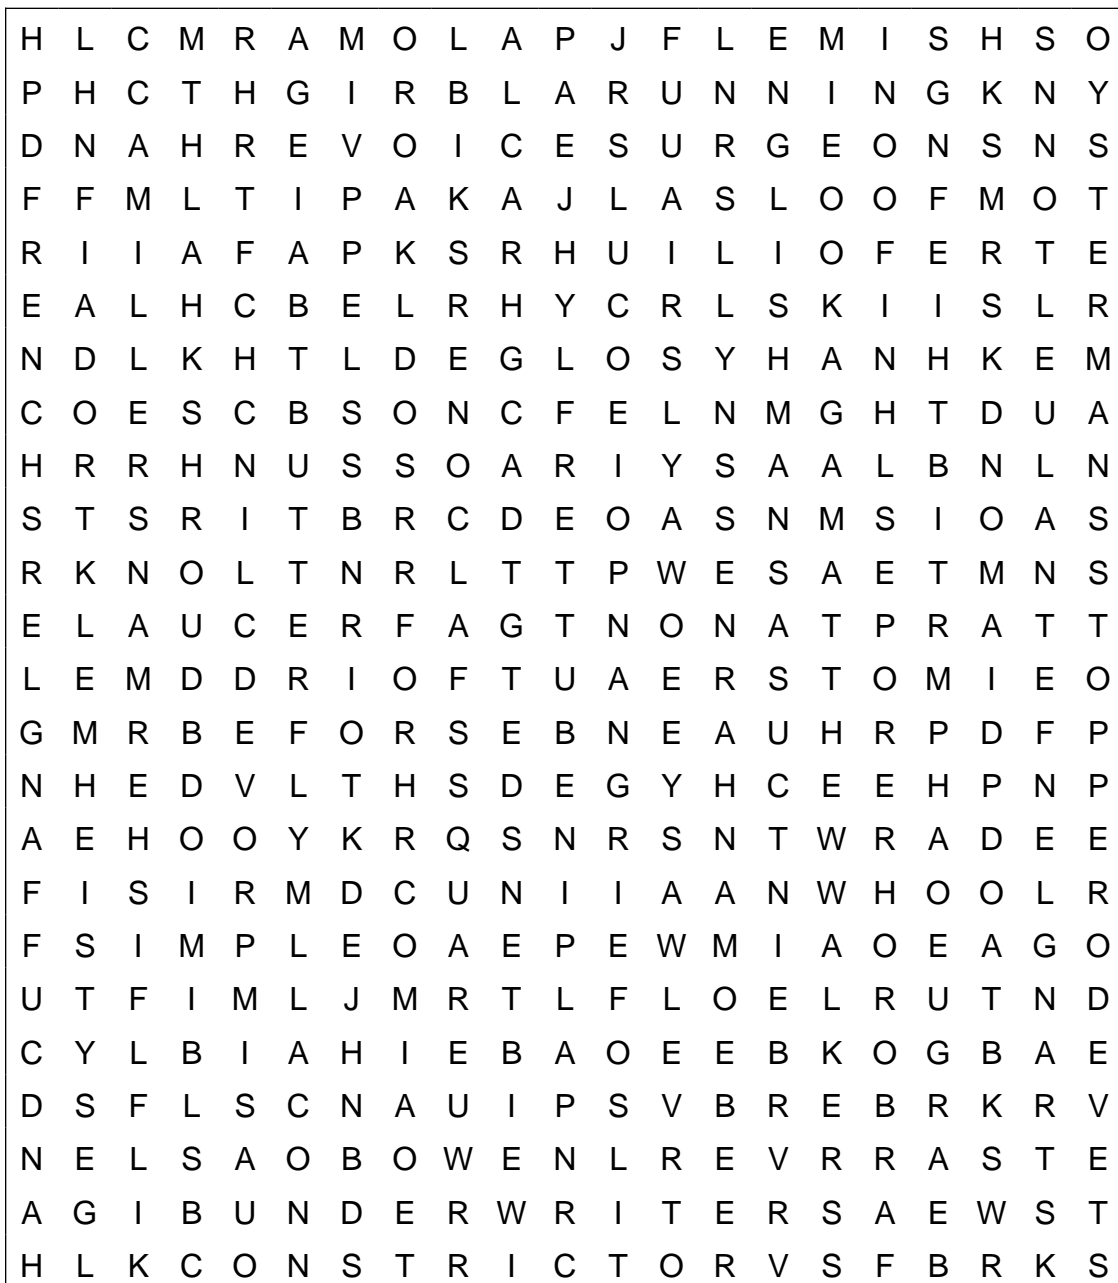 H L C M R A M O L A P J F L E M I S H S O
P H C T H G I R B L A R U N N I N G K N Y
D N A H R E V O I C E S U R G E O N S N S
F F M L T I P A K A J L A S L O O F M O T
R I I A F A P K S R H U I L I O F E R T E
E A L H C B E L R H Y C R L S K I I S L R
N D L K H T L D E G L O S Y H A N H K E M
C O E S C B S O N C F E L N M G H T D U A
H R R H N U S S O A R I Y S A A L B N L N
S T S R I T B R C D E O A S N M S I O A S
R K N O L T N R L T T P W E S A E T M N S
E L A U C E R F A G T N O N A T P R A T T
L E M D D R I O F T U A E R S T O M I E O
G M R B E F O R S E B N E A U H R P D F P
N H E D V L T H S D E G Y H C E E H P N P
A E H O O Y K R Q S N R S N T W R A D E E
F I S I R M D C U N I I A A N W H O O L R
F S I M P L E O A E P E W M I A O E A G O
U T F I M L J M R T L F L O E L R U T N D
C Y L B I A H I E B A O E E B K O G B A E
D S F L S C N A U I P S V B R E B R K R V
N E L S A O B O W E N L R E V R R A S T E
A G I B U N D E R W R I T E R S A E W S T
H L K C O N S T R I C T O R V S F B R K S